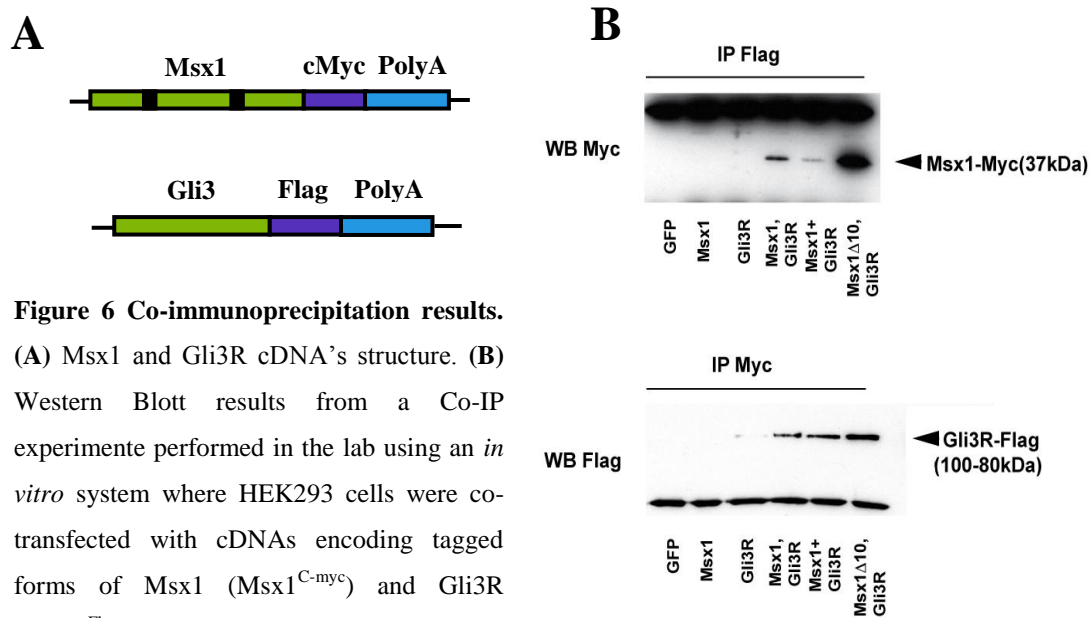 A
Msx1 cMyc PolyA
Gli3 Flag PolyA
Figure 6 Co-immunoprecipitation results.
(A) Msx1 and Gli3R cDNA’s structure. (B)
Western Blott results from a Co-IP
experimente performed in the lab using an in
vitro system where HEK293 cells were co-
transfected with cDNAs encoding tagged
forms of Msx1 (Msx1C-myc) and Gli3R
B
IP Flag
WB Myc
Msx1-Myc(37kDa)
GFP
Msx1
Gli3R
Msx1,
Gli3R
Msx1+
Gli3R
Msx1Δ10,
Gli3R
IP Myc
WB Flag
Gli3R-Flag
(100-80kDa)
GFP
Msx1
Gli3R
Msx1,
Gli3R
Msx1+
Gli3R
Msx1Δ10,
Gli3R